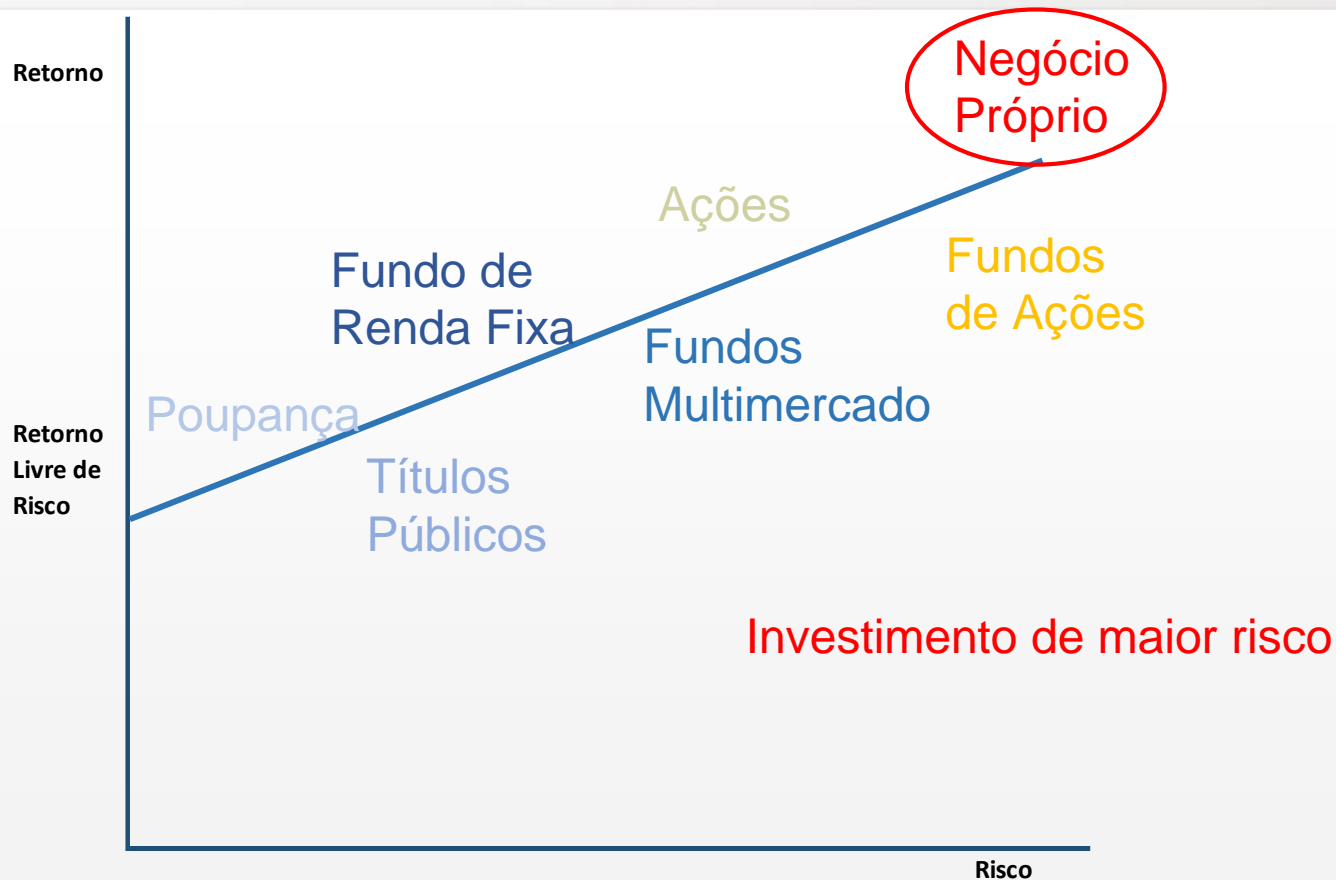 Retorno
Negócio
Próprio
Ações
Fundo de
Renda Fixa
Fundos
de Ações
Fundos
Multimercado
Poupança
Retorno
Livre de
Risco
Títulos
Públicos
Investimento de maior risco
Risco